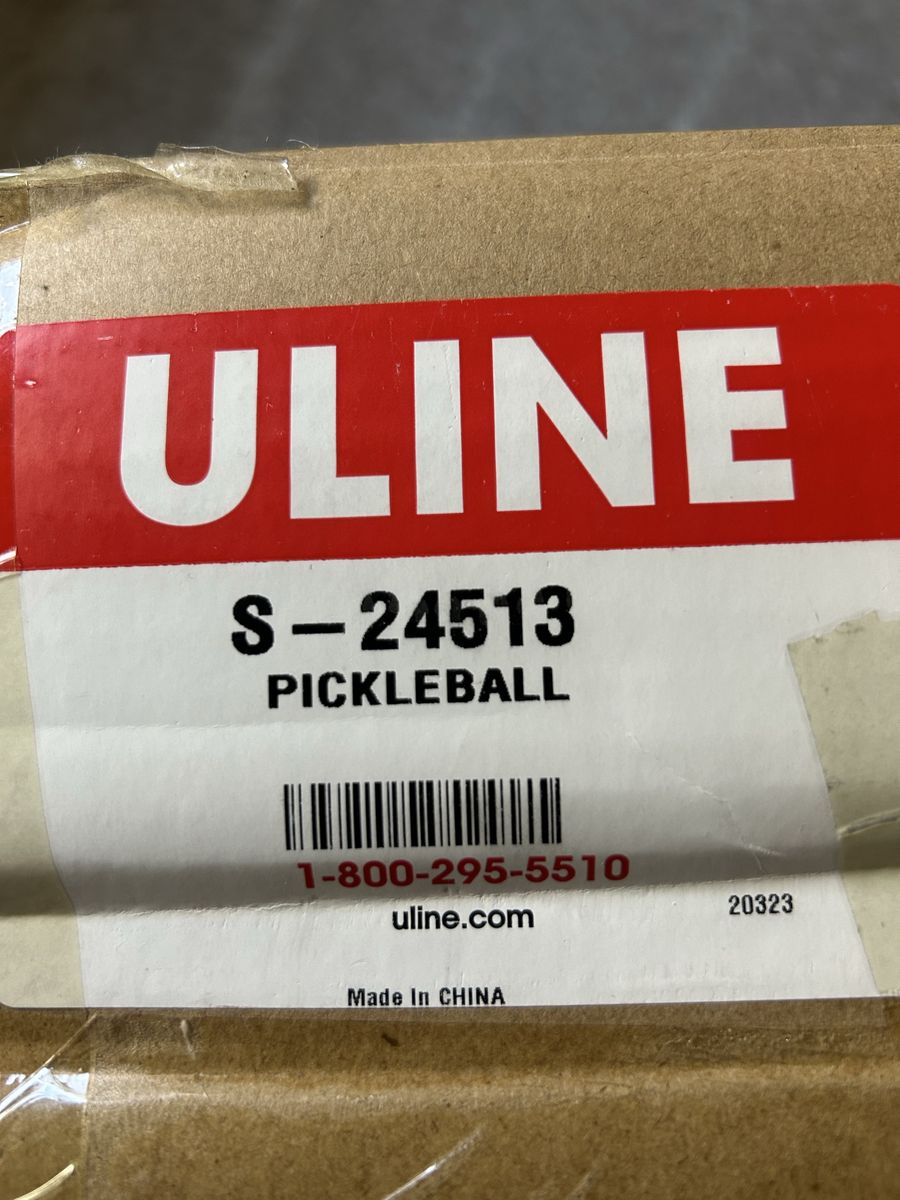 ULINE
S-24513
PICKLEBALL
1-800-295-5510
uline.com
20323
Made In CHINA